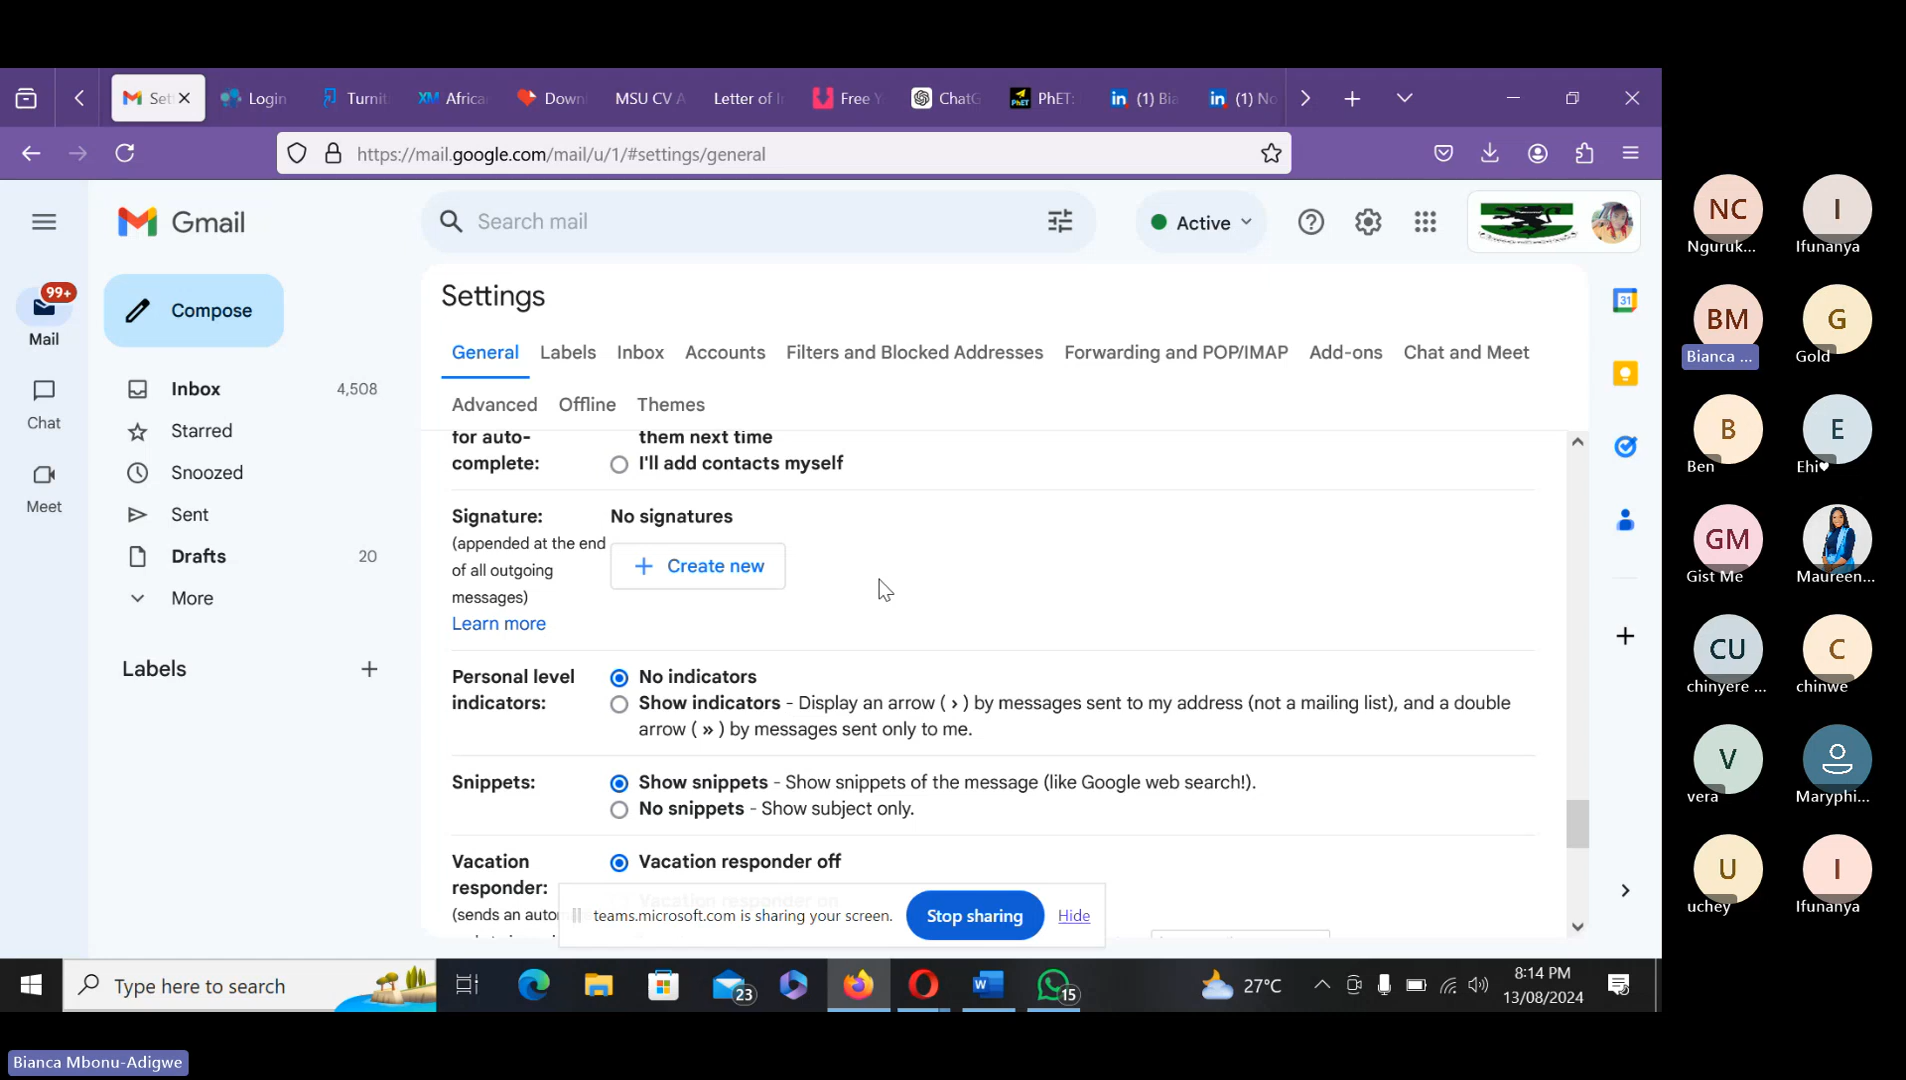 Set
Login
Turnit
XM Africa
Down
MSU CV A
Letter of I
Free Y
ChatG
PhET:
(1) Bia
(1) No
https://mail.google.com/mail/u/1/#settings/general
Gmail
Search mail
Active
NC
I
Nguruk...
Ifunanya
99+
Mail
Compose
Settings
31
BM
G
Bianca ...
Gold
General Labels Inbox Accounts Filters and Blocked Addresses Forwarding and POP/IMAP Add-ons Chat and Meet
Inbox 4,508
Chat
Starred
Advanced Offline Themes
B
E
Ben
Ehi♥
for auto-
complete:
them next time
I'll add contacts myself
Snoozed
Meet
Sent
Signature:
(appended at the end
of all outgoing
messages)
Learn more
No signatures
+ Create new
Drafts 20
More
GM
Gist Me
Maureen...
Labels +
CU
C
chinyere ...
chinwe
Personal level
indicators:
No indicators
Show indicators - Display an arrow ( › ) by messages sent to my address (not a mailing list), and a double
arrow ( » ) by messages sent only to me.
Snippets:
Show snippets - Show snippets of the message (like Google web search!).
No snippets - Show subject only.
V
vera
Maryphi...
Vacation
responder:
(sends an autom
Vacation responder off
Vacation responder on
teams.microsoft.com is sharing your screen.
Stop sharing
Hide
U
I
uchey
Ifunanya
Type here to search
23
15
27°C
8:14 PM
13/08/2024
Bianca Mbonu-Adigwe